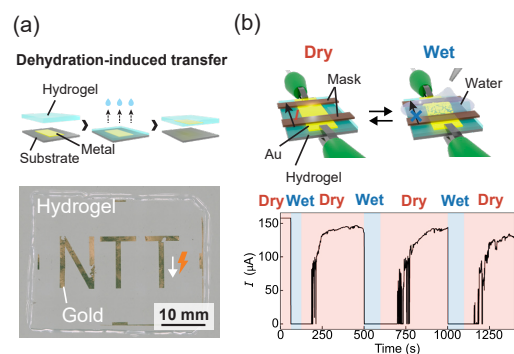 (a)
Dehydration-induced transfer
Hydrogel
Substrate
Metal
Hydrogel
NTT
Gold
10 mm
(b)
Dry
Wet
Mask
Water
Au
Hydrogel
Dry Wet Dry Wet Dry Wet Dry
150
100
50
0
I (μA)
0 250 500 750 1000 1250
Time (s)